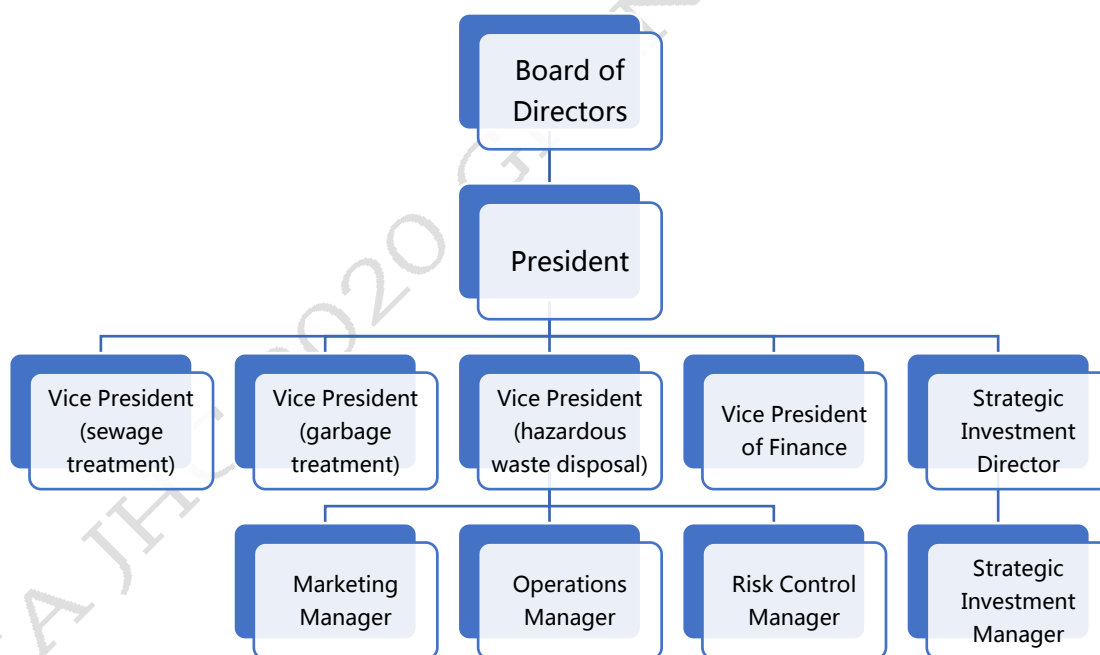 Board of
Directors
President
Vice President
(sewage
treatment)
Vice President
(garbage
treatment)
Vice President
(hazardous
waste disposal)
Vice President
of Finance
Strategic
Investment
Director
Marketing
Manager
Operations
Manager
Risk Control
Manager
Strategic
Investment
Manager